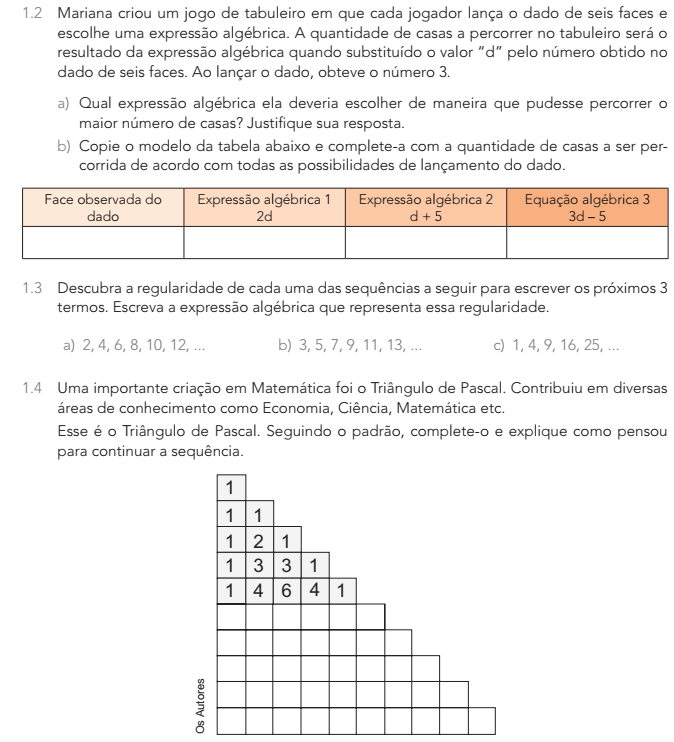 1.2 Mariana criou um jogo de tabuleiro em que cada jogador lança o dado de seis faces e
escolhe uma expressão algébrica. A quantidade de casas a percorrer no tabuleiro será o
resultado da expressão algébrica quando substituído o valor "d" pelo número obtido no
dado de seis faces. Ao lançar o dado, obteve o número 3.
a) Qual expressão algébrica ela deveria escolher de maneira que pudesse percorrer o
maior número de casas? Justifique sua resposta.
b) Copie o modelo da tabela abaixo e complete-a com a quantidade de casas a ser per-
corrida de acordo com todas as possibilidades de lançamento do dado.
Face observada do dado
Expressão algébrica 1
2d
Expressão algébrica 2
d + 5
Equação algébrica 3
3d – 5
1.3 Descubra a regularidade de cada uma das sequências a seguir para escrever os próximos 3
termos. Escreva a expressão algébrica que representa essa regularidade.
a) 2, 4, 6, 8, 10, 12, ... b) 3, 5, 7, 9, 11, 13, ... c) 1, 4, 9, 16, 25, ...
1.4 Uma importante criação em Matemática foi o Triângulo de Pascal. Contribuiu em diversas
áreas de conhecimento como Economia, Ciência, Matemática etc.
Esse é o Triângulo de Pascal. Seguindo o padrão, complete-o e explique como pensou
para continuar a sequência.
1
1 1
1 2 1
1 3 3 1
1 4 6 4 1
Os Autores